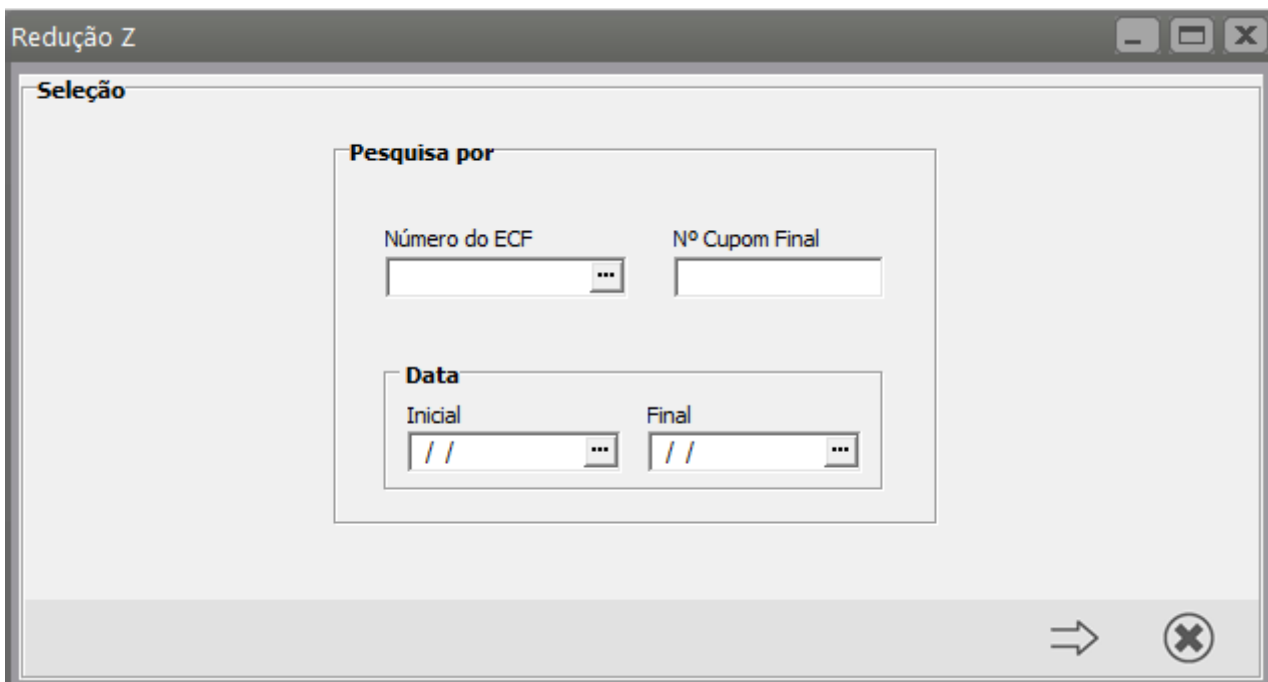 Redução Z
Seleção
Pesquisa por
Número do ECF Nº Cupom Final
...  ...
Data
Inicial Final
/ / ... / / ...